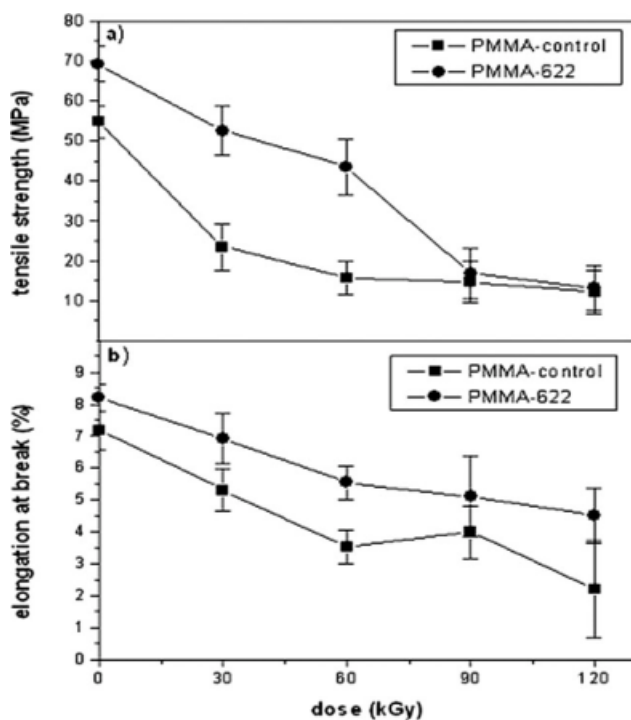 a)
PMMA-control
PMMA-622
tensile strength (MPa)
80
70
60
50
40
30
20
10
b)
PMMA-control
PMMA-622
elongation at break (%)
9
8
7
6
5
4
3
2
1
0
0 30 60 90 120
dose (kGy)